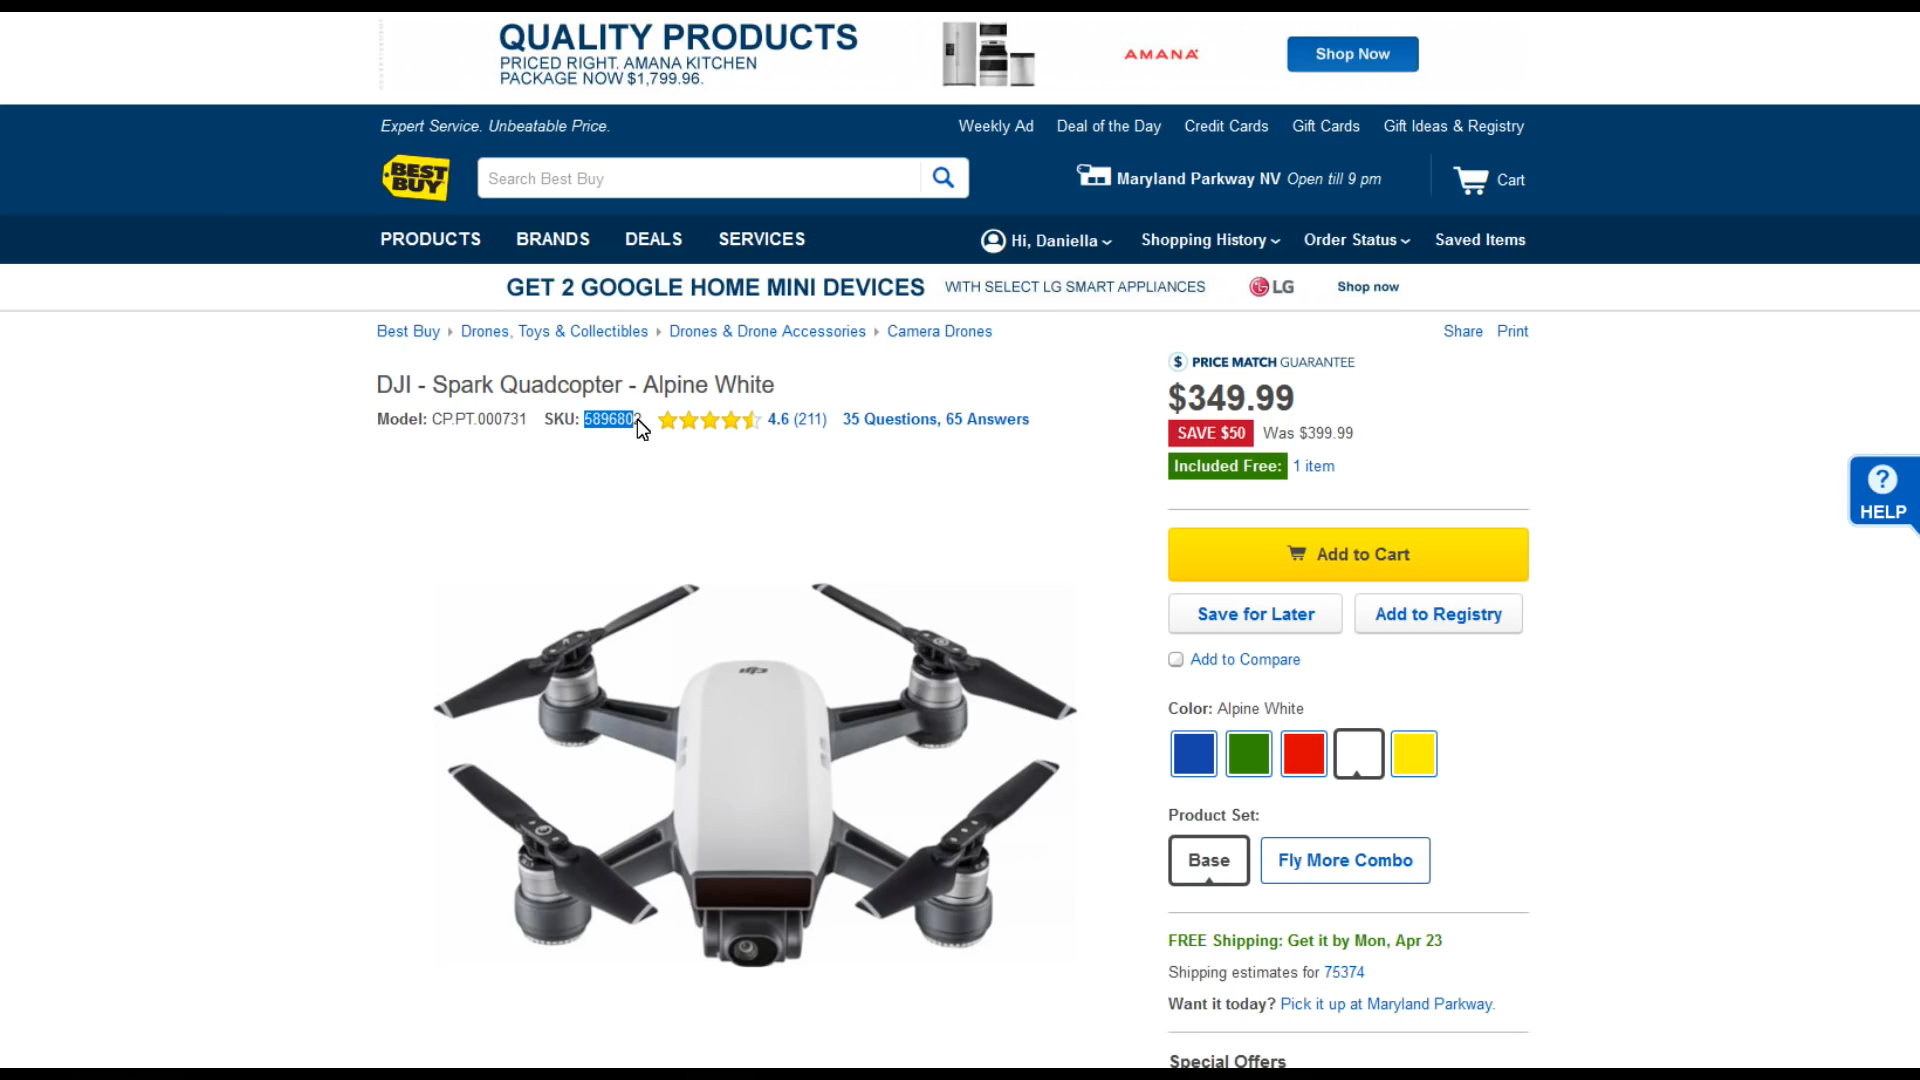 QUALITY PRODUCTS
PRICED RIGHT. AMANA KITCHEN
PACKAGE NOW $1,799.96.
AMANA
Shop Now
Expert Service. Unbeatable Price.
Weekly Ad Deal of the Day Credit Cards Gift Cards Gift Ideas & Registry
BEST BUY
Search Best Buy
Maryland Parkway NV Open till 9 pm
Cart
PRODUCTS BRANDS DEALS SERVICES
Hi, Daniella Shopping History Order Status Saved Items
GET 2 GOOGLE HOME MINI DEVICES WITH SELECT LG SMART APPLIANCES LG Shop now
Best Buy Drones, Toys & Collectibles Drones & Drone Accessories Camera Drones
Share Print
PRICE MATCH GUARANTEE
DJI - Spark Quadcopter - Alpine White
$349.99
Model: CP.PT.000731 SKU: 589680 4.6 (211) 35 Questions, 65 Answers
SAVE $50 Was $399.99
Included Free: 1 item
HELP
Add to Cart
Save for Later Add to Registry
Add to Compare
dji
Color: Alpine White
Product Set:
Base Fly More Combo
FREE Shipping: Get it by Mon, Apr 23
Shipping estimates for 75374
Want it today? Pick it up at Maryland Parkway.
Special Offers